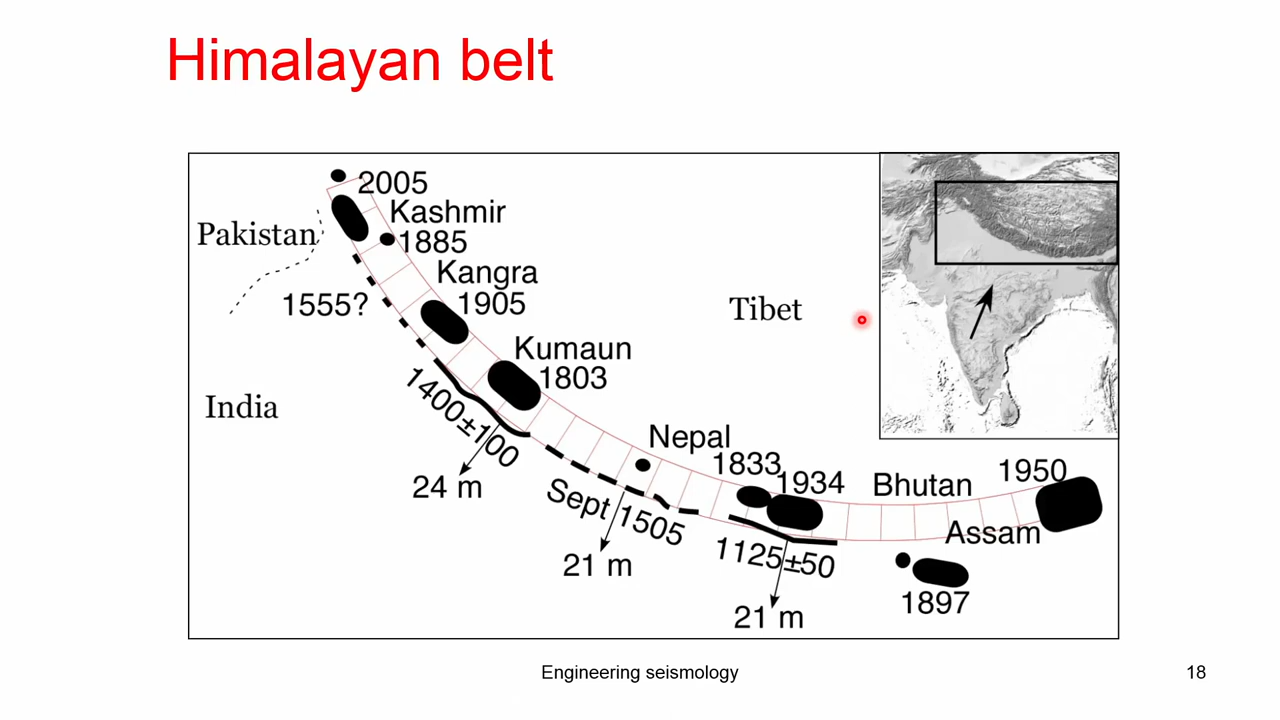 Himalayan belt
2005
Kashmir
Pakistan
1885
Kangra
1555?
1905
Tibet
Kumaun
1803
1400±100
India
24 m
Nepal
1833
1934
Bhutan
1950
Sept 1505
Assam
1125±50
21 m
1897
21 m
Engineering seismology
18